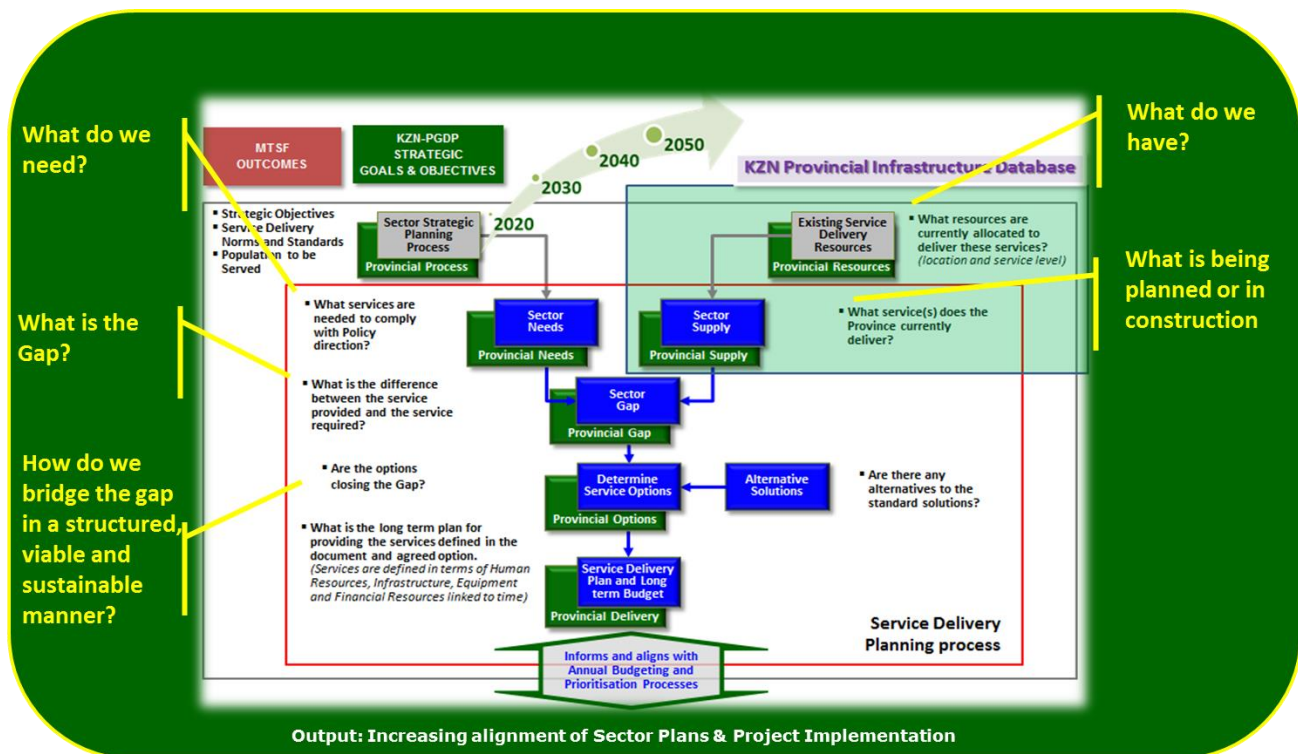 What do we
need?
What is the
Gap?
How do we
bridge the gap
in a structured,
viable and
sustainable
manner?
MTSF
OUTCOMES
KZN-PGDP
STRATEGIC
GOALS & OBJECTIVES
2020
2030
2040
2050
KZN Provincial Infrastructure Database
▪ Strategic Objectives
▪ Service Delivery
Norms and Standards
▪ Population to be
Served
Sector Strategic
Planning
Process
Provincial Process
Existing Service
Delivery
Resources
Provincial Resources
▪ What resources are
currently allocated to
deliver these services?
(location and service level)
▪ What services are
needed to comply
with Policy
direction?
Sector
Needs
Provincial Needs
Sector
Supply
Provincial Supply
▪ What service(s) does the
Province currently
deliver?
▪ What is the difference
between the service
provided and the service
required?
Sector
Gap
Provincial Gap
▪ Are the options
closing the Gap?
Determine
Service Options
Provincial Options
Alternative
Solutions
▪ Are there any
alternatives to the
standard solutions?
▪ What is the long term plan for
providing the services defined in the
document and agreed option.
(Services are defined in terms of Human
Resources, Infrastructure, Equipment
and Financial Resources linked to time)
Service Delivery
Plan and Long
term Budget
Provincial Delivery
Service Delivery
Planning process
Informs and aligns with
Annual Budgeting and
Prioritisation Processes
What do we
have?
What is being
planned or in
construction
Output: Increasing alignment of Sector Plans & Project Implementation